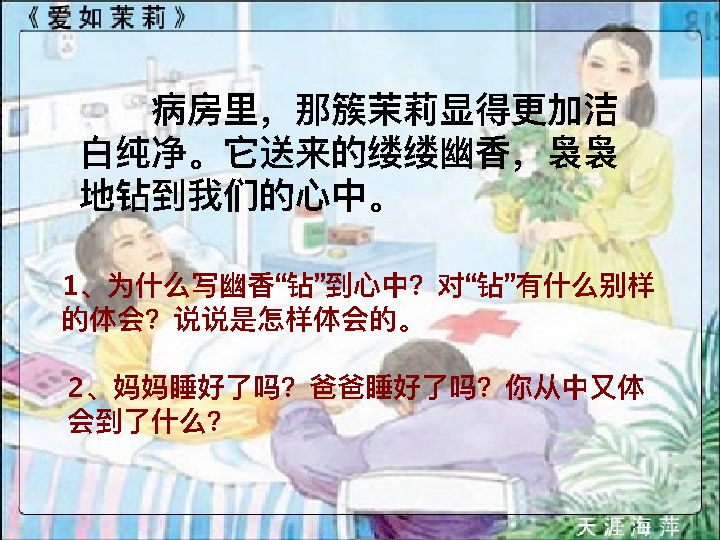 《爱如茉莉》
病房里，那簇茉莉显得更加洁
白纯净。它送来的缕缕幽香，袅袅
地钻到我们的心中。
1、为什么写幽香“钻”到心中？对“钻”有什么别样
的体会？说说是怎样体会的。
2、妈妈睡好了吗？爸爸睡好了吗？你从中又体
会到了什么？
天涯海萍